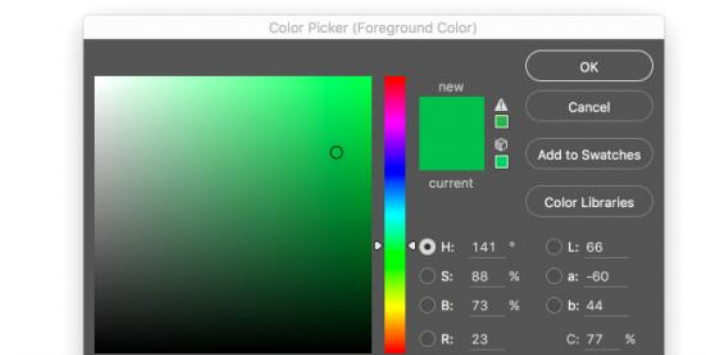 Color Picker (Foreground Color)
new
current
OK
Cancel
Add to Swatches
Color Libraries
H: 141 °
L: 66
S: 88 %
a: -60
B: 73 %
b: 44
R: 23
C: 77 %